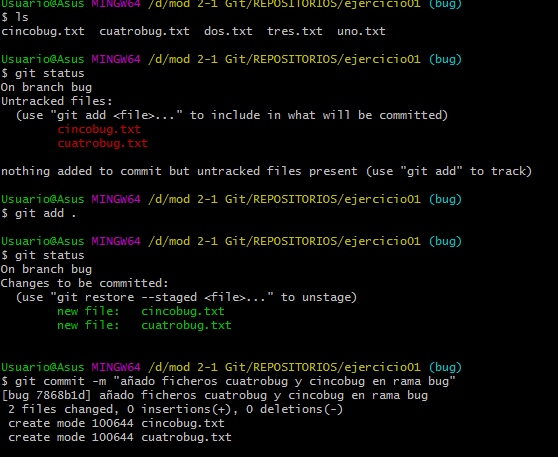 Usuario@Asus MINGW64 /d/mod 2-1 Git/REPOSITORIOS/ejercicio01 (bug)
$ ls
cincobug.txt  cuatrobug.txt  dos.txt  tres.txt  uno.txt

Usuario@Asus MINGW64 /d/mod 2-1 Git/REPOSITORIOS/ejercicio01 (bug)
$ git status
On branch bug
Untracked files:
  (use "git add <file>..." to include in what will be committed)
        cincobug.txt
        cuatrobug.txt

nothing added to commit but untracked files present (use "git add" to track)

Usuario@Asus MINGW64 /d/mod 2-1 Git/REPOSITORIOS/ejercicio01 (bug)
$ git add .

Usuario@Asus MINGW64 /d/mod 2-1 Git/REPOSITORIOS/ejercicio01 (bug)
$ git status
On branch bug
Changes to be committed:
  (use "git restore --staged <file>..." to unstage)
        new file:   cincobug.txt
        new file:   cuatrobug.txt

Usuario@Asus MINGW64 /d/mod 2-1 Git/REPOSITORIOS/ejercicio01 (bug)
$ git commit -m "añado ficheros cuatrobug y cincobug en rama bug"
[bug 7868b1d] añado ficheros cuatrobug y cincobug en rama bug
 2 files changed, 0 insertions(+), 0 deletions(-)
 create mode 100644 cincobug.txt
 create mode 100644 cuatrobug.txt